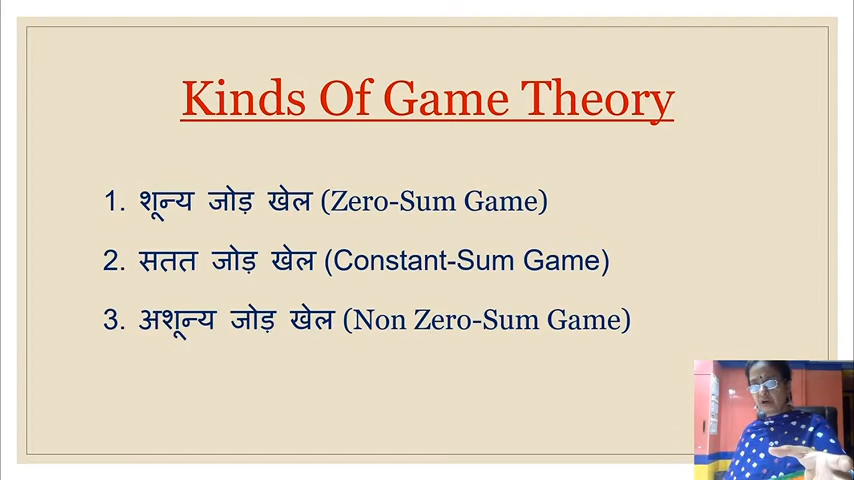 Kinds Of Game Theory
1. शून्य जोड़ खेल (Zero-Sum Game)
2. सतत जोड़ खेल (Constant-Sum Game)
3. अशून्य जोड़ खेल (Non Zero-Sum Game)